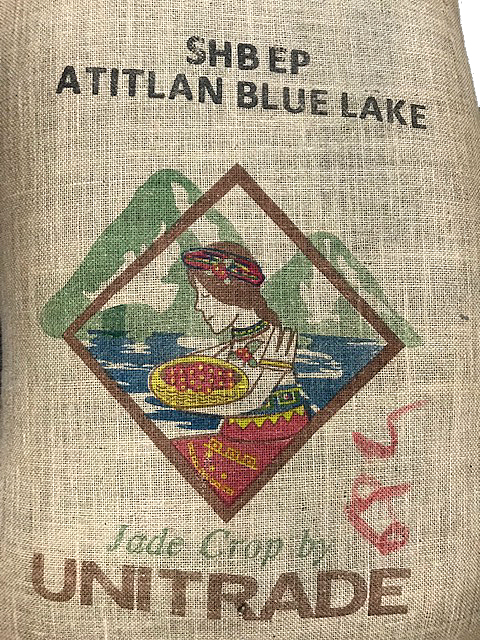 SHB EP
ATITLAN BLUE LAKE
Jade Crop by
UNITRADE